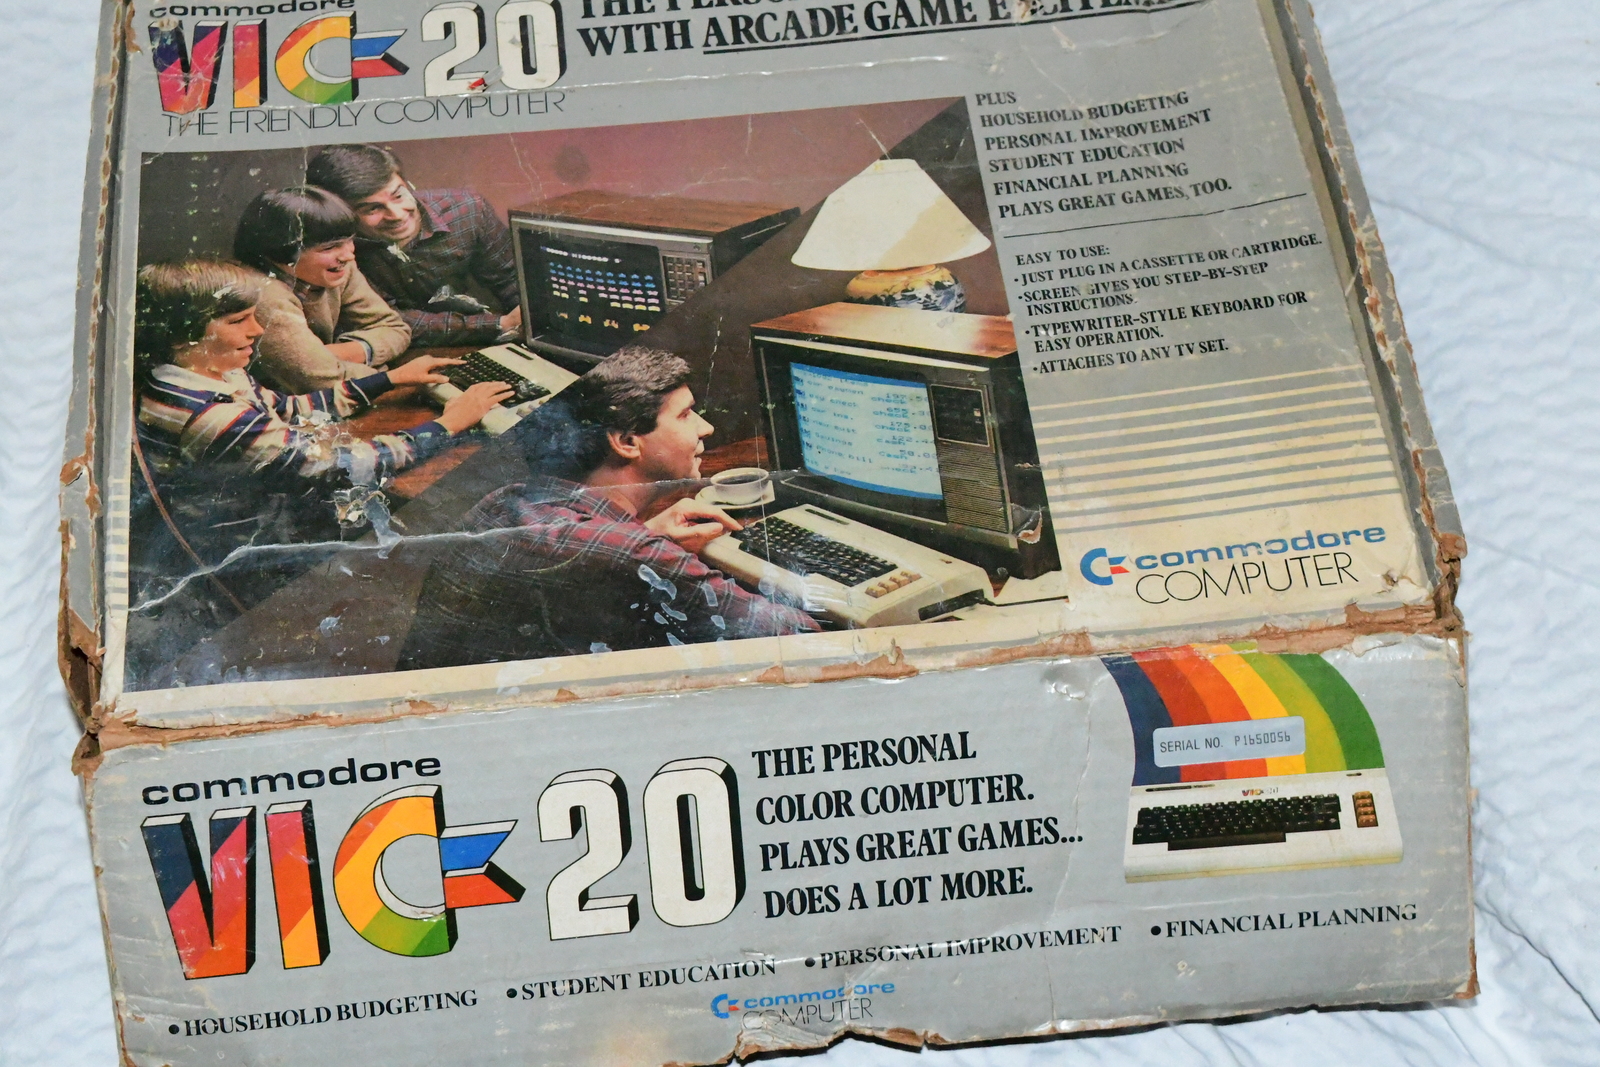 commodore
VIC-20
THE FRIENDLY COMPUTER
THE
WITH ARCADE GAME
PLUS
HOUSEHOLD BUDGETING
PERSONAL IMPROVEMENT
STUDENT EDUCATION
FINANCIAL PLANNING
PLAYS GREAT GAMES, TOO.
EASY TO USE:
•JUST PLUG IN A CASSETTE OR CARTRIDGE.
•SCREEN GIVES YOU STEP-BY-STEP
INSTRUCTIONS.
•TYPEWRITER-STYLE KEYBOARD FOR
EASY OPERATION.
•ATTACHES TO ANY TV SET.
commodore
COMPUTER
commodore
VIC-20
THE PERSONAL
COLOR COMPUTER.
PLAYS GREAT GAMES...
DOES A LOT MORE.
SERIAL NO. P1650056
VIC-20
•HOUSEHOLD BUDGETING •STUDENT EDUCATION •PERSONAL IMPROVEMENT •FINANCIAL PLANNING
commodore
COMPUTER